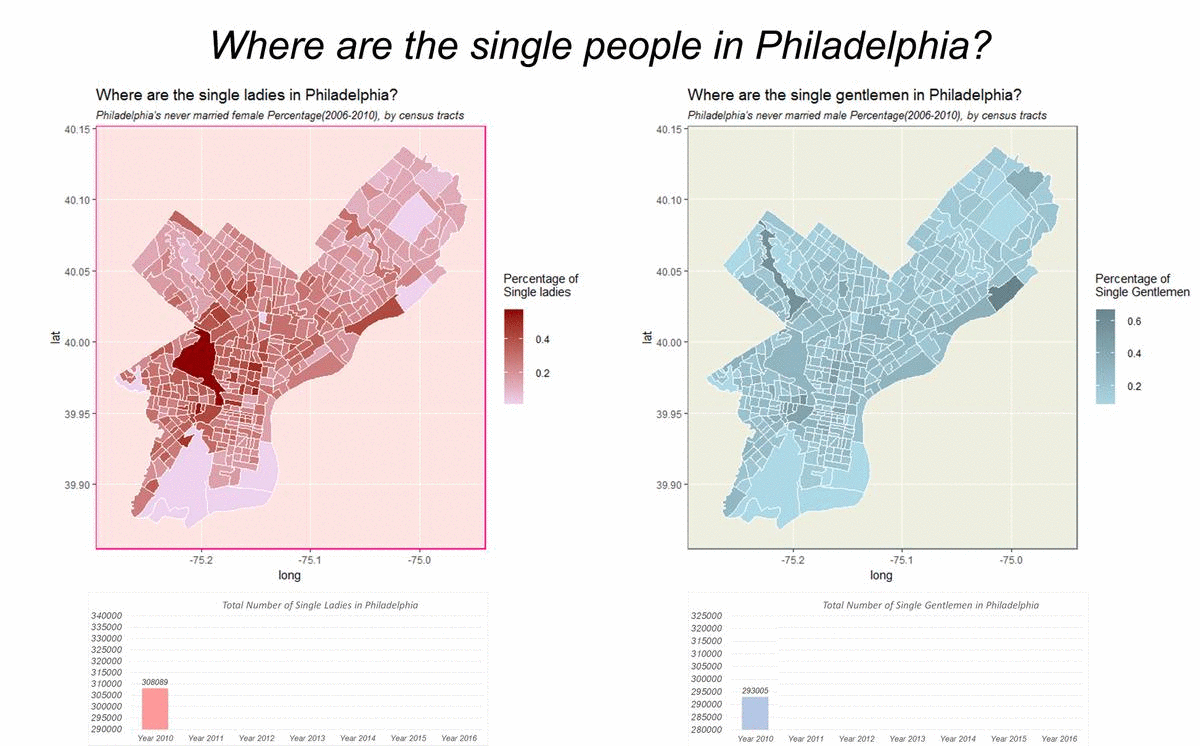 Where are the single people in Philadelphia?
Where are the single ladies in Philadelphia?
Philadelphia's never married female Percentage(2006-2010), by census tracts
40.15
40.10
40.05
40.00
39.95
39.90
lat
-75.2
-75.1
-75.0
long
Percentage of
Single ladies
0.4
0.2
Where are the single gentlemen in Philadelphia?
Philadelphia's never married male Percentage(2006-2010), by census tracts
40.15
40.10
40.05
40.00
39.95
39.90
lat
-75.2
-75.1
-75.0
long
Percentage of
Single Gentlemen
0.6
0.4
0.2
Total Number of Single Ladies in Philadelphia
340000
335000
330000
325000
320000
315000
310000
305000
300000
295000
290000
308089
Year 2010 Year 2011 Year 2012 Year 2013 Year 2014 Year 2015 Year 2016
Total Number of Single Gentlemen in Philadelphia
325000
320000
315000
310000
305000
300000
295000
290000
285000
280000
293005
Year 2010 Year 2011 Year 2012 Year 2013 Year 2014 Year 2015 Year 2016